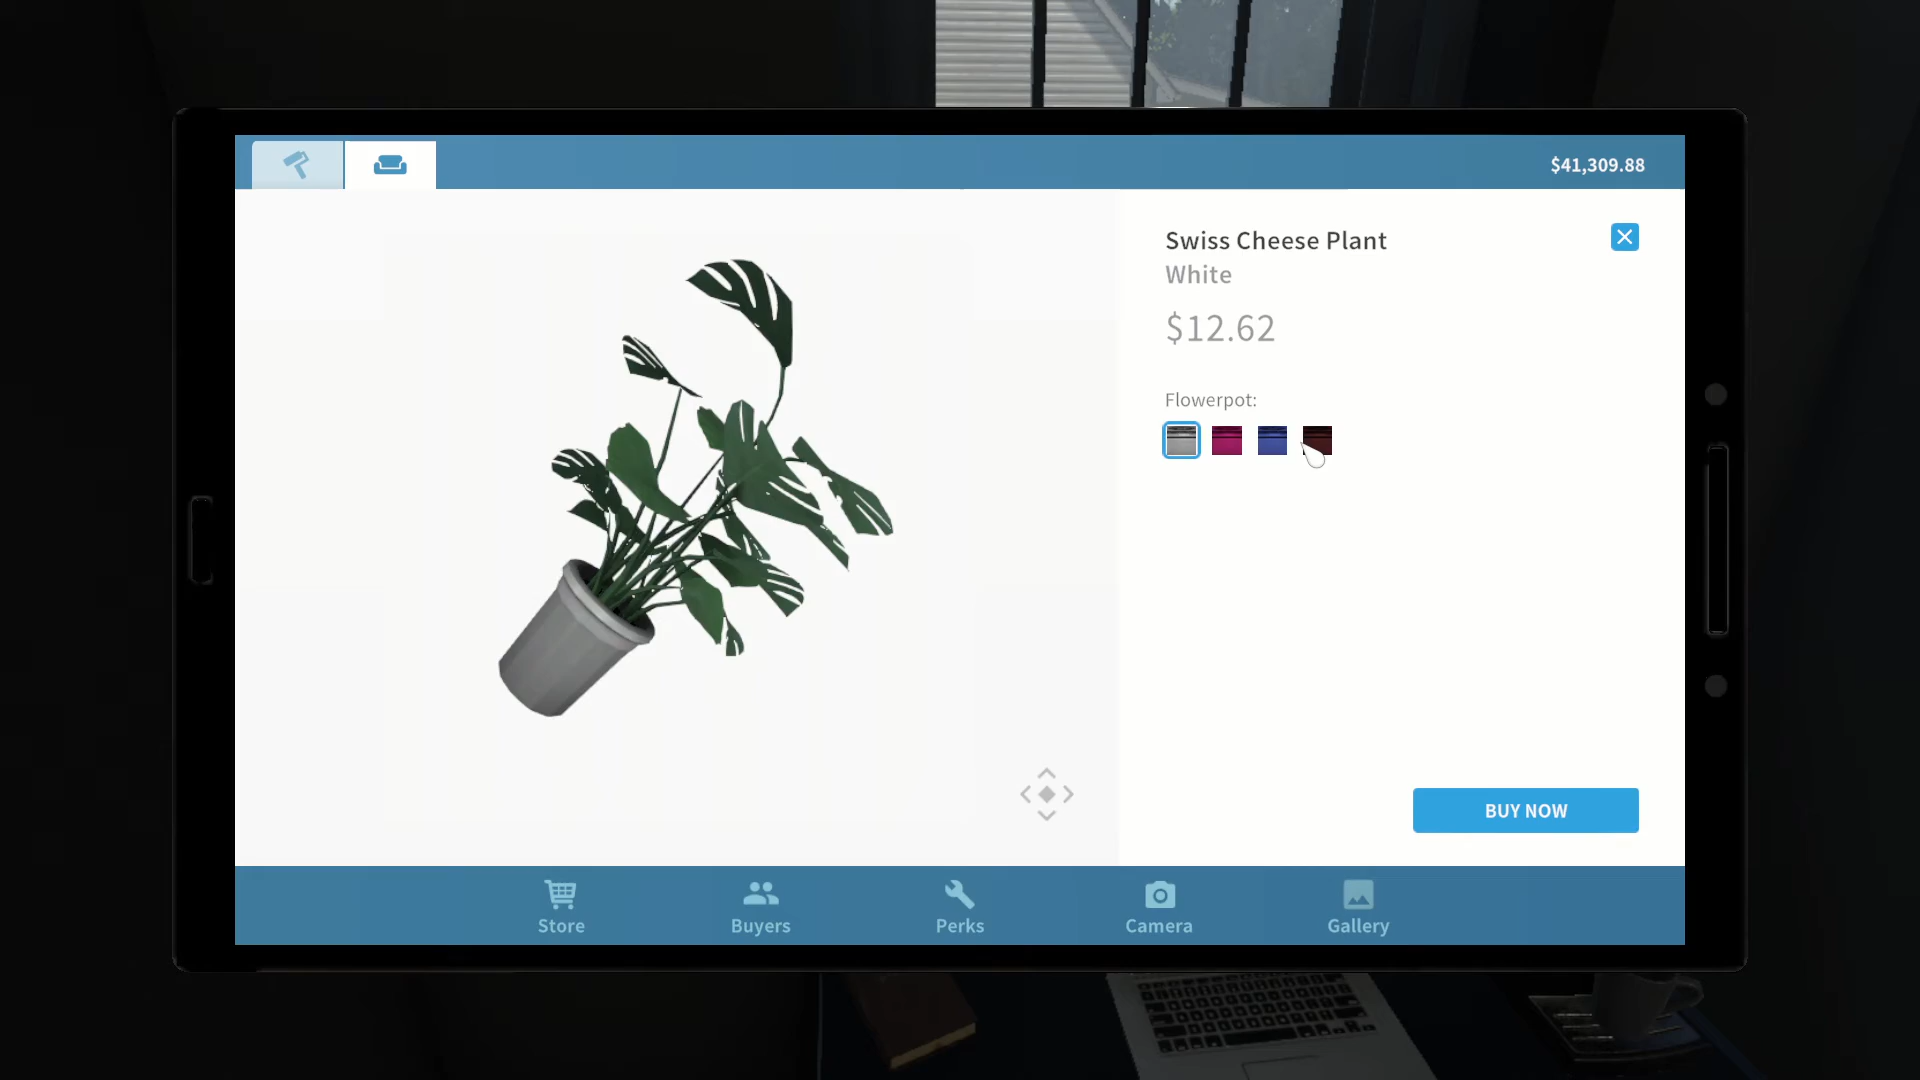 $41,309.88
Swiss Cheese Plant
White
$12.62
Flowerpot:
BUY NOW
Store
Buyers
Perks
Camera
Gallery